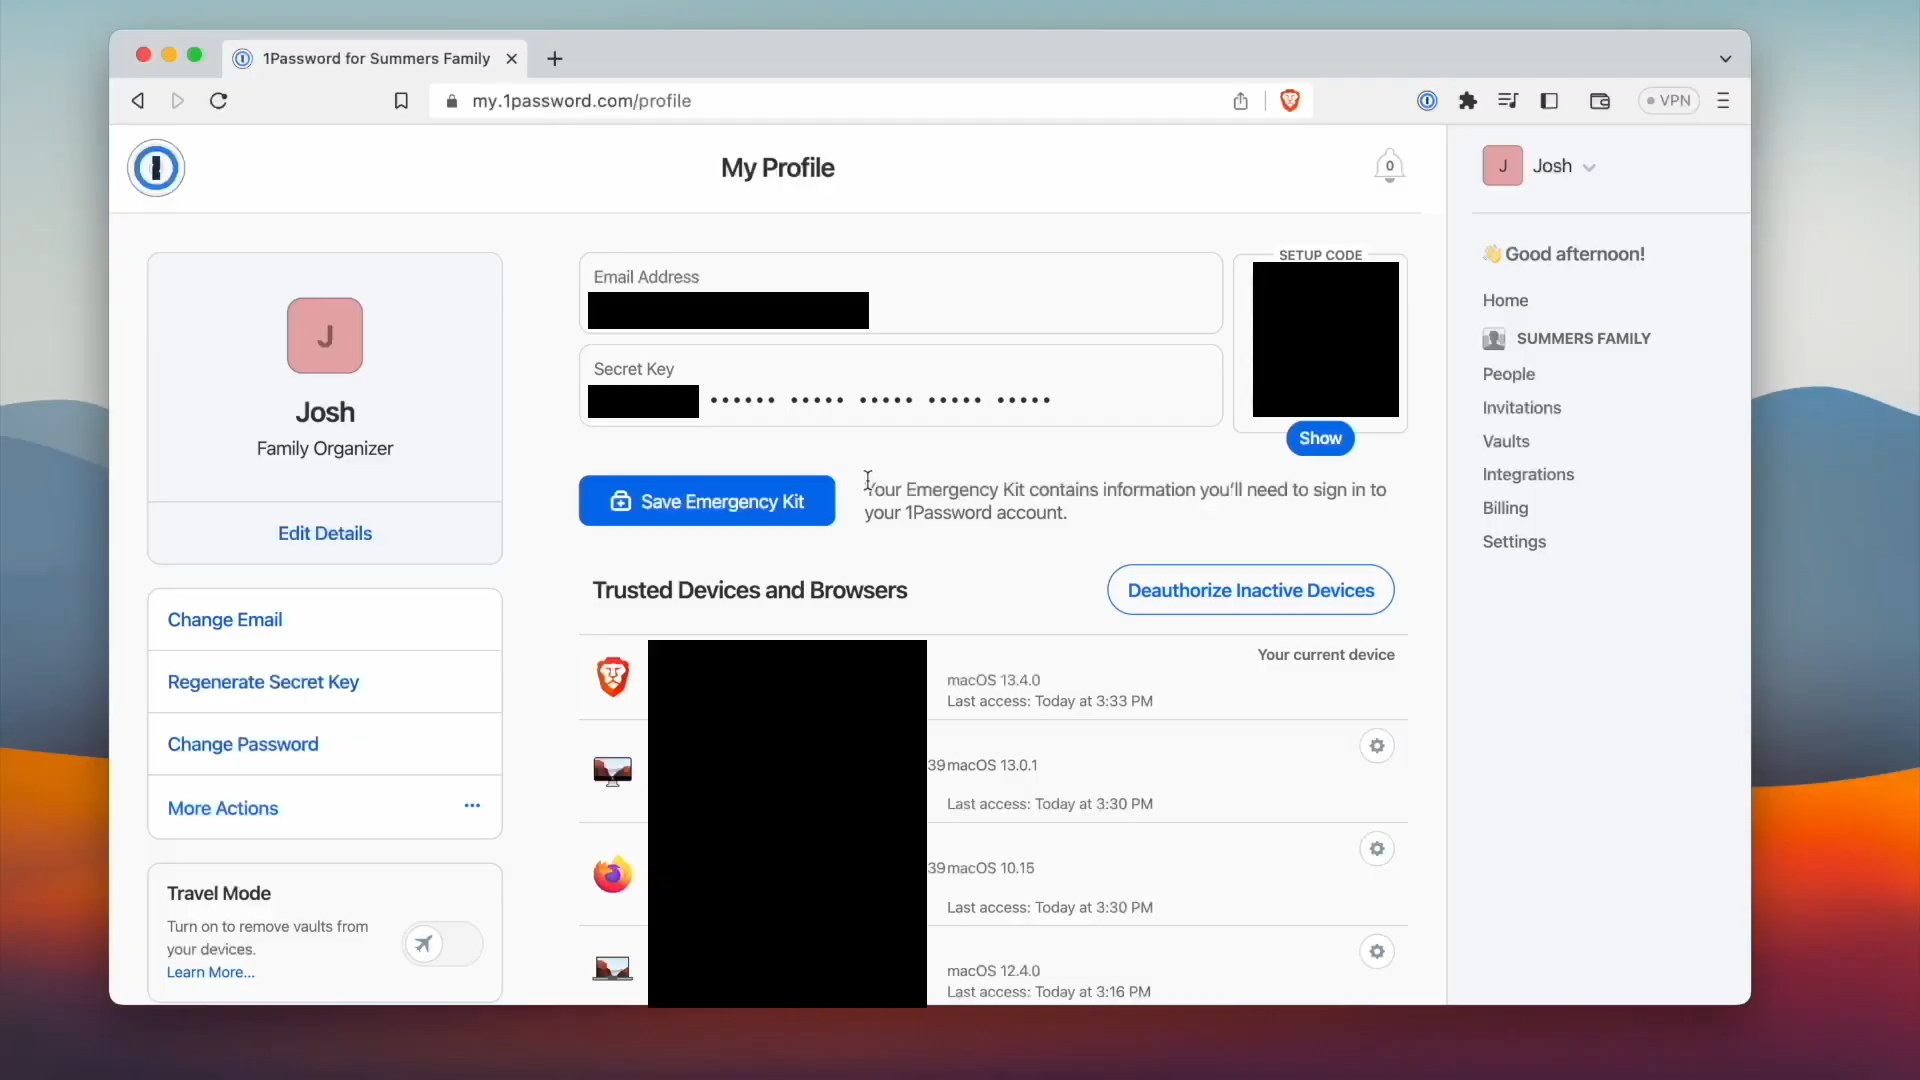 1Password for Summers Family
my.1password.com/profile
VPN
My Profile
0
J Josh
👋Good afternoon!
Home
SUMMERS FAMILY
People
Invitations
Vaults
Integrations
Billing
Settings
J
Josh
Family Organizer
Edit Details
Change Email
Regenerate Secret Key
Change Password
More Actions
Travel Mode
Turn on to remove vaults from
your devices.
Learn More...
Email Address
Secret Key
•••••• ••••• ••••• ••••• •••••
SETUP CODE
Show
Save Emergency Kit
Your Emergency Kit contains information you’ll need to sign in to
your 1Password account.
Trusted Devices and Browsers
Deauthorize Inactive Devices
Your current device
macOS 13.4.0
Last access: Today at 3:33 PM
39 macOS 13.0.1
Last access: Today at 3:30 PM
39 macOS 10.15
Last access: Today at 3:30 PM
macOS 12.4.0
Last access: Today at 3:16 PM